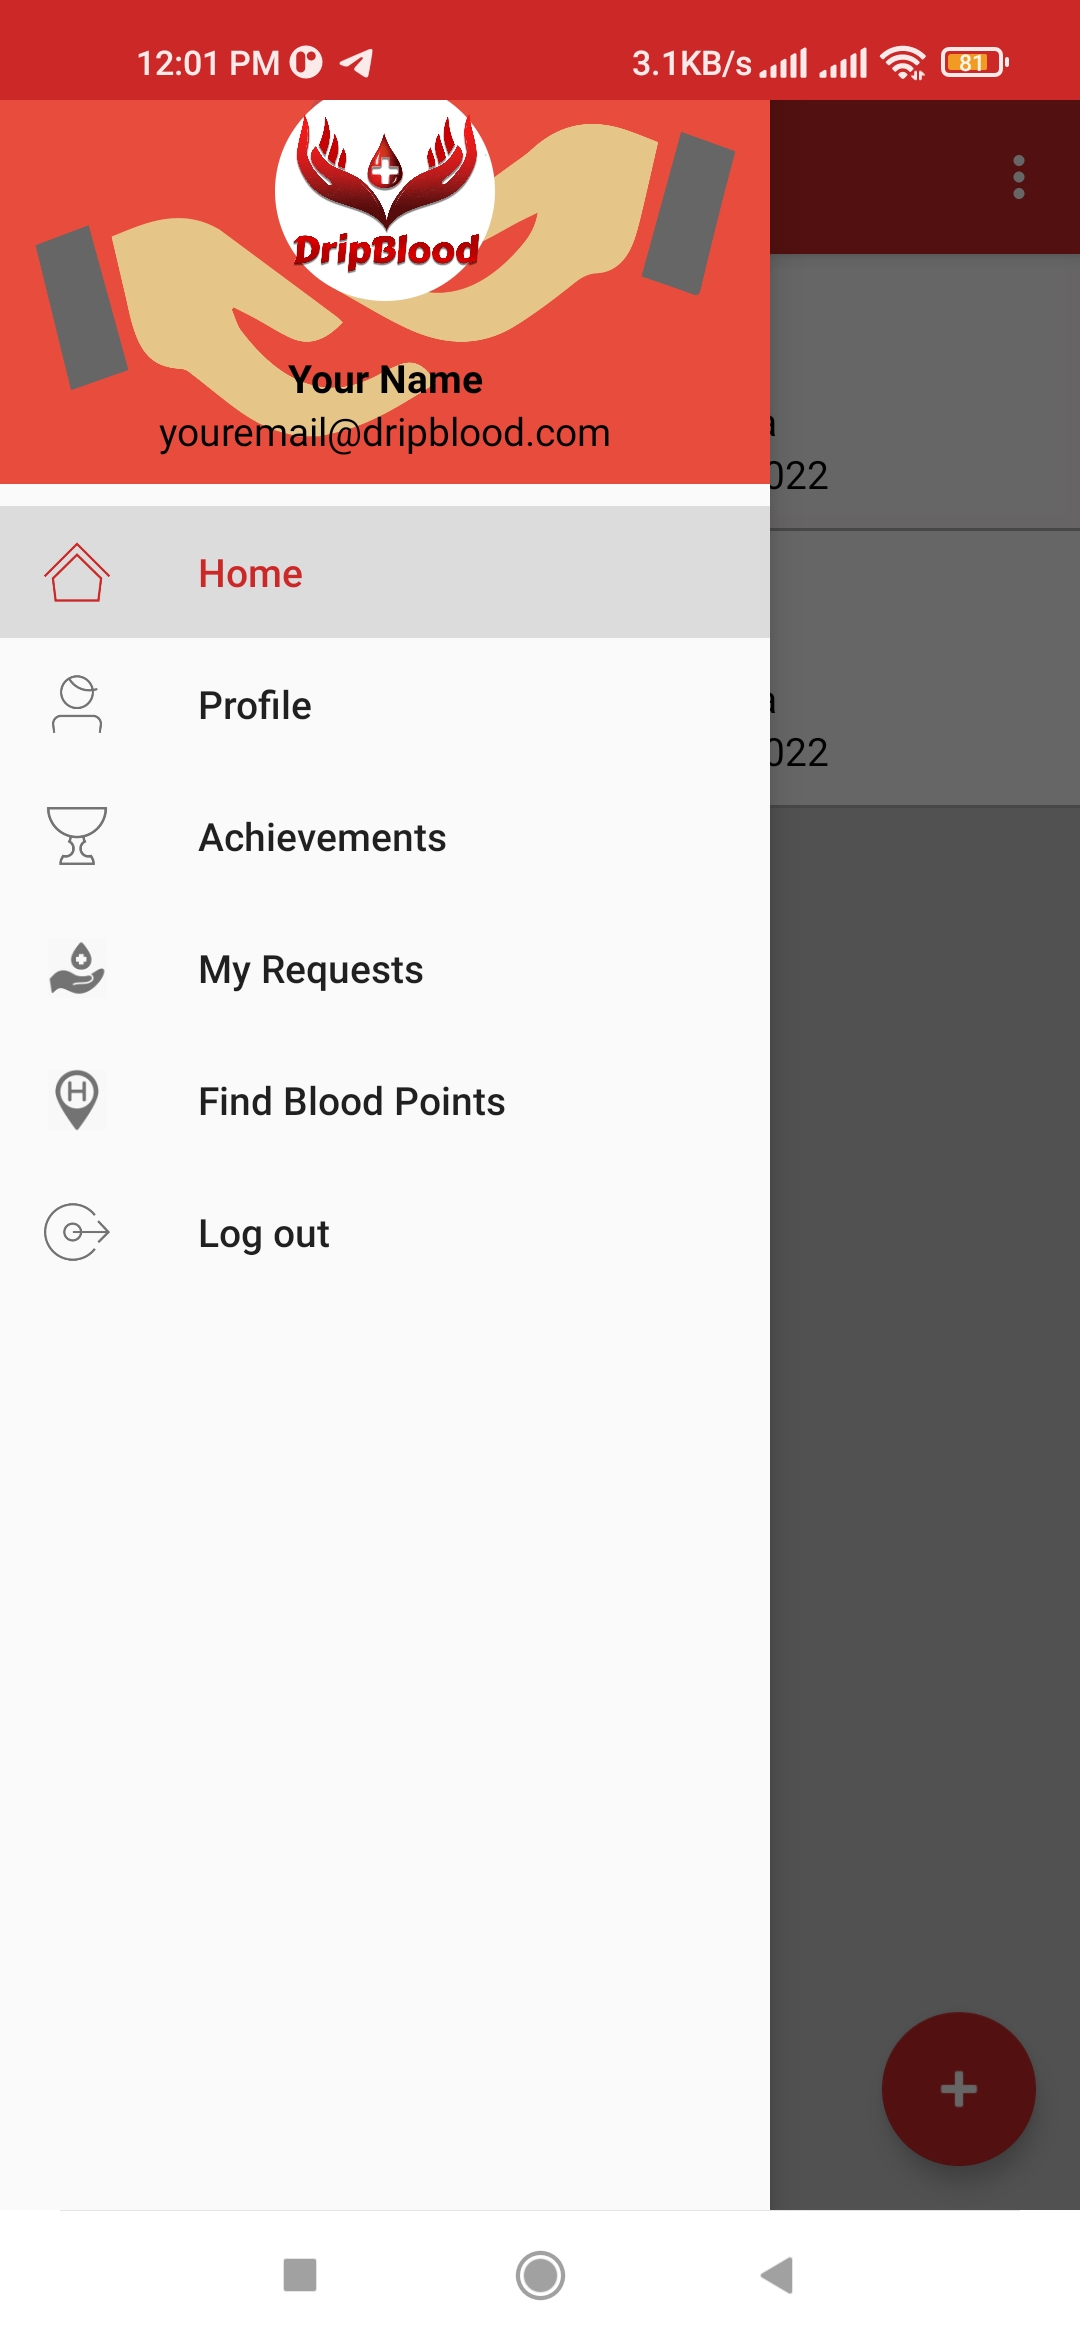 12:01 PM
3.1KB/s
81
DripBlood
Your Name
youremail@dripblood.com
022
Home
Profile
022
Achievements
My Requests
H
Find Blood Points
Log out